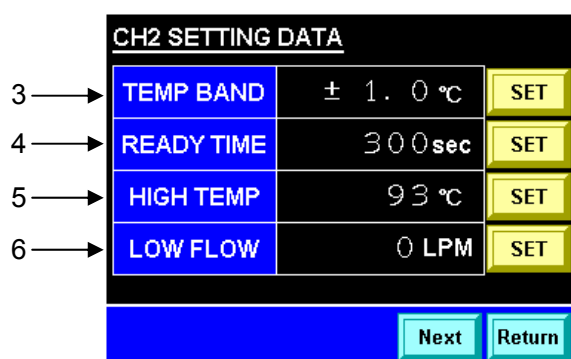 CH2 SETTING DATA
3 TEMP BAND ± 1.0 ℃ SET
4 READY TIME 300sec SET
5 HIGH TEMP 93 ℃ SET
6 LOW FLOW 0 LPM SET
Next Return